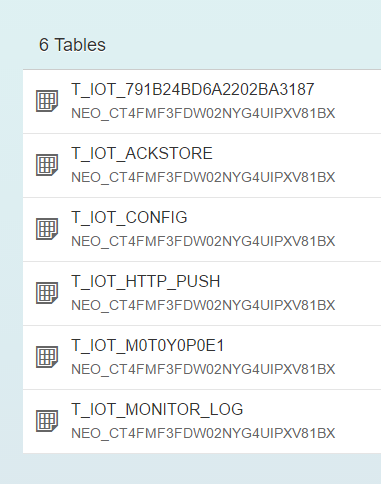 6 Tables
T_IOT_791B24BD6A2202BA3187
NEO_CT4FMF3FDW02NYG4UIPXV81BX
T_IOT_ACKSTORE
NEO_CT4FMF3FDW02NYG4UIPXV81BX
T_IOT_CONFIG
NEO_CT4FMF3FDW02NYG4UIPXV81BX
T_IOT_HTTP_PUSH
NEO_CT4FMF3FDW02NYG4UIPXV81BX
T_IOT_M0T0Y0P0E1
NEO_CT4FMF3FDW02NYG4UIPXV81BX
T_IOT_MONITOR_LOG
NEO_CT4FMF3FDW02NYG4UIPXV81BX